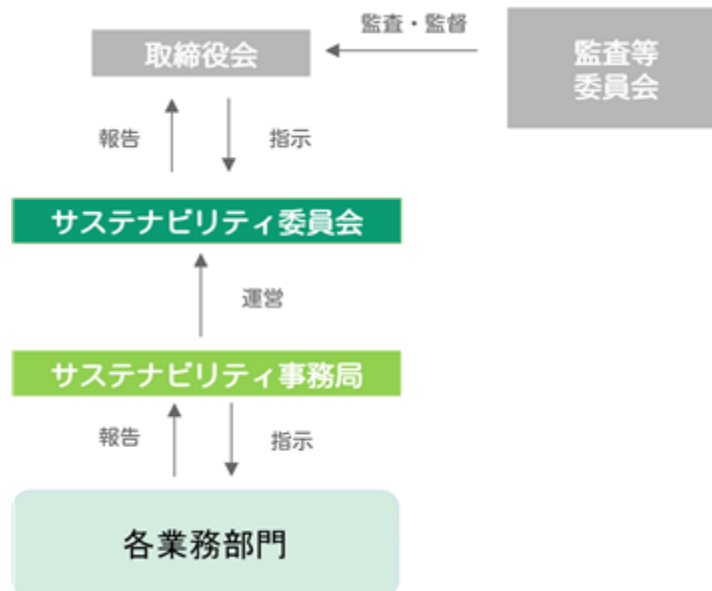 監査・監督
取締役会
監査等
委員会
報告
指示
サステナビリティ委員会
運営
サステナビリティ事務局
報告
指示
各業務部門